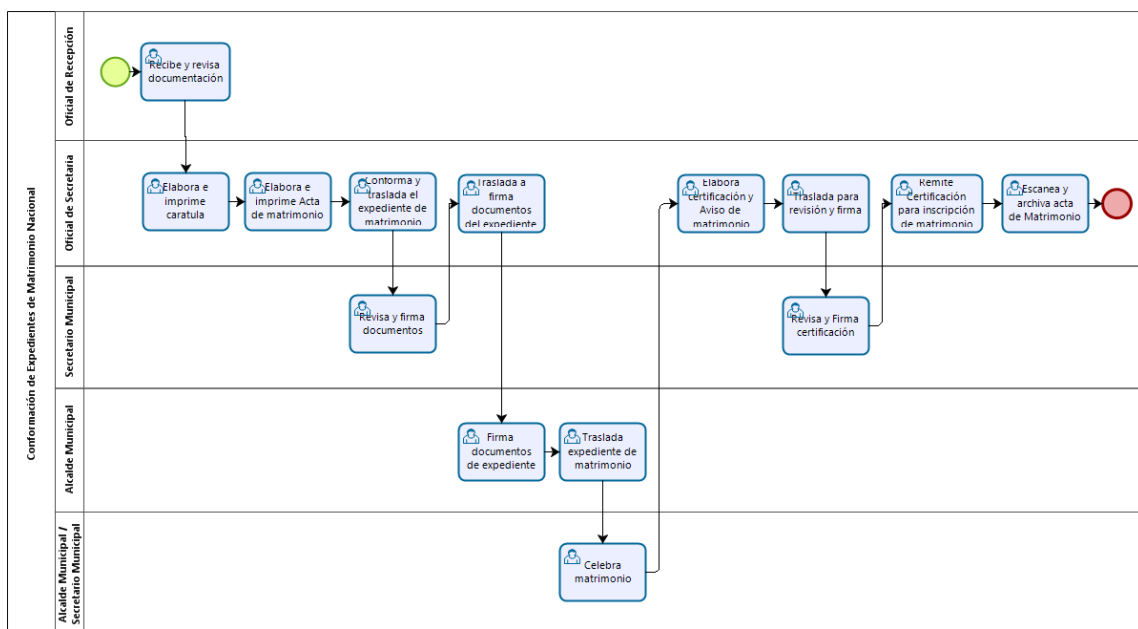 Conformación de Expedientes de Matrimonio Nacional
Oficial de Recepción
Recibe y revisa
documentación
Oficial de Secretaria
Elabora e
imprime
caratula
Elabora e
imprime Acta
de matrimonio
Conforma y
traslada el
expediente de
matrimonio
Traslada a
firma
documentos
del expediente
Elabora
certificación y
Aviso de
matrimonio
Traslada para
revisión y firma
Remite
Certificación
para inscripción
de matrimonio
Escanea y
archiva acta
de Matrimonio
Secretario Municipal
Revisa y firma
documentos
Revisa y Firma
certificación
Alcalde Municipal
Firma
documentos
de expediente
Traslada
expediente de
matrimonio
Alcalde Municipal /
Secretario Municipal
Celebra
matrimonio